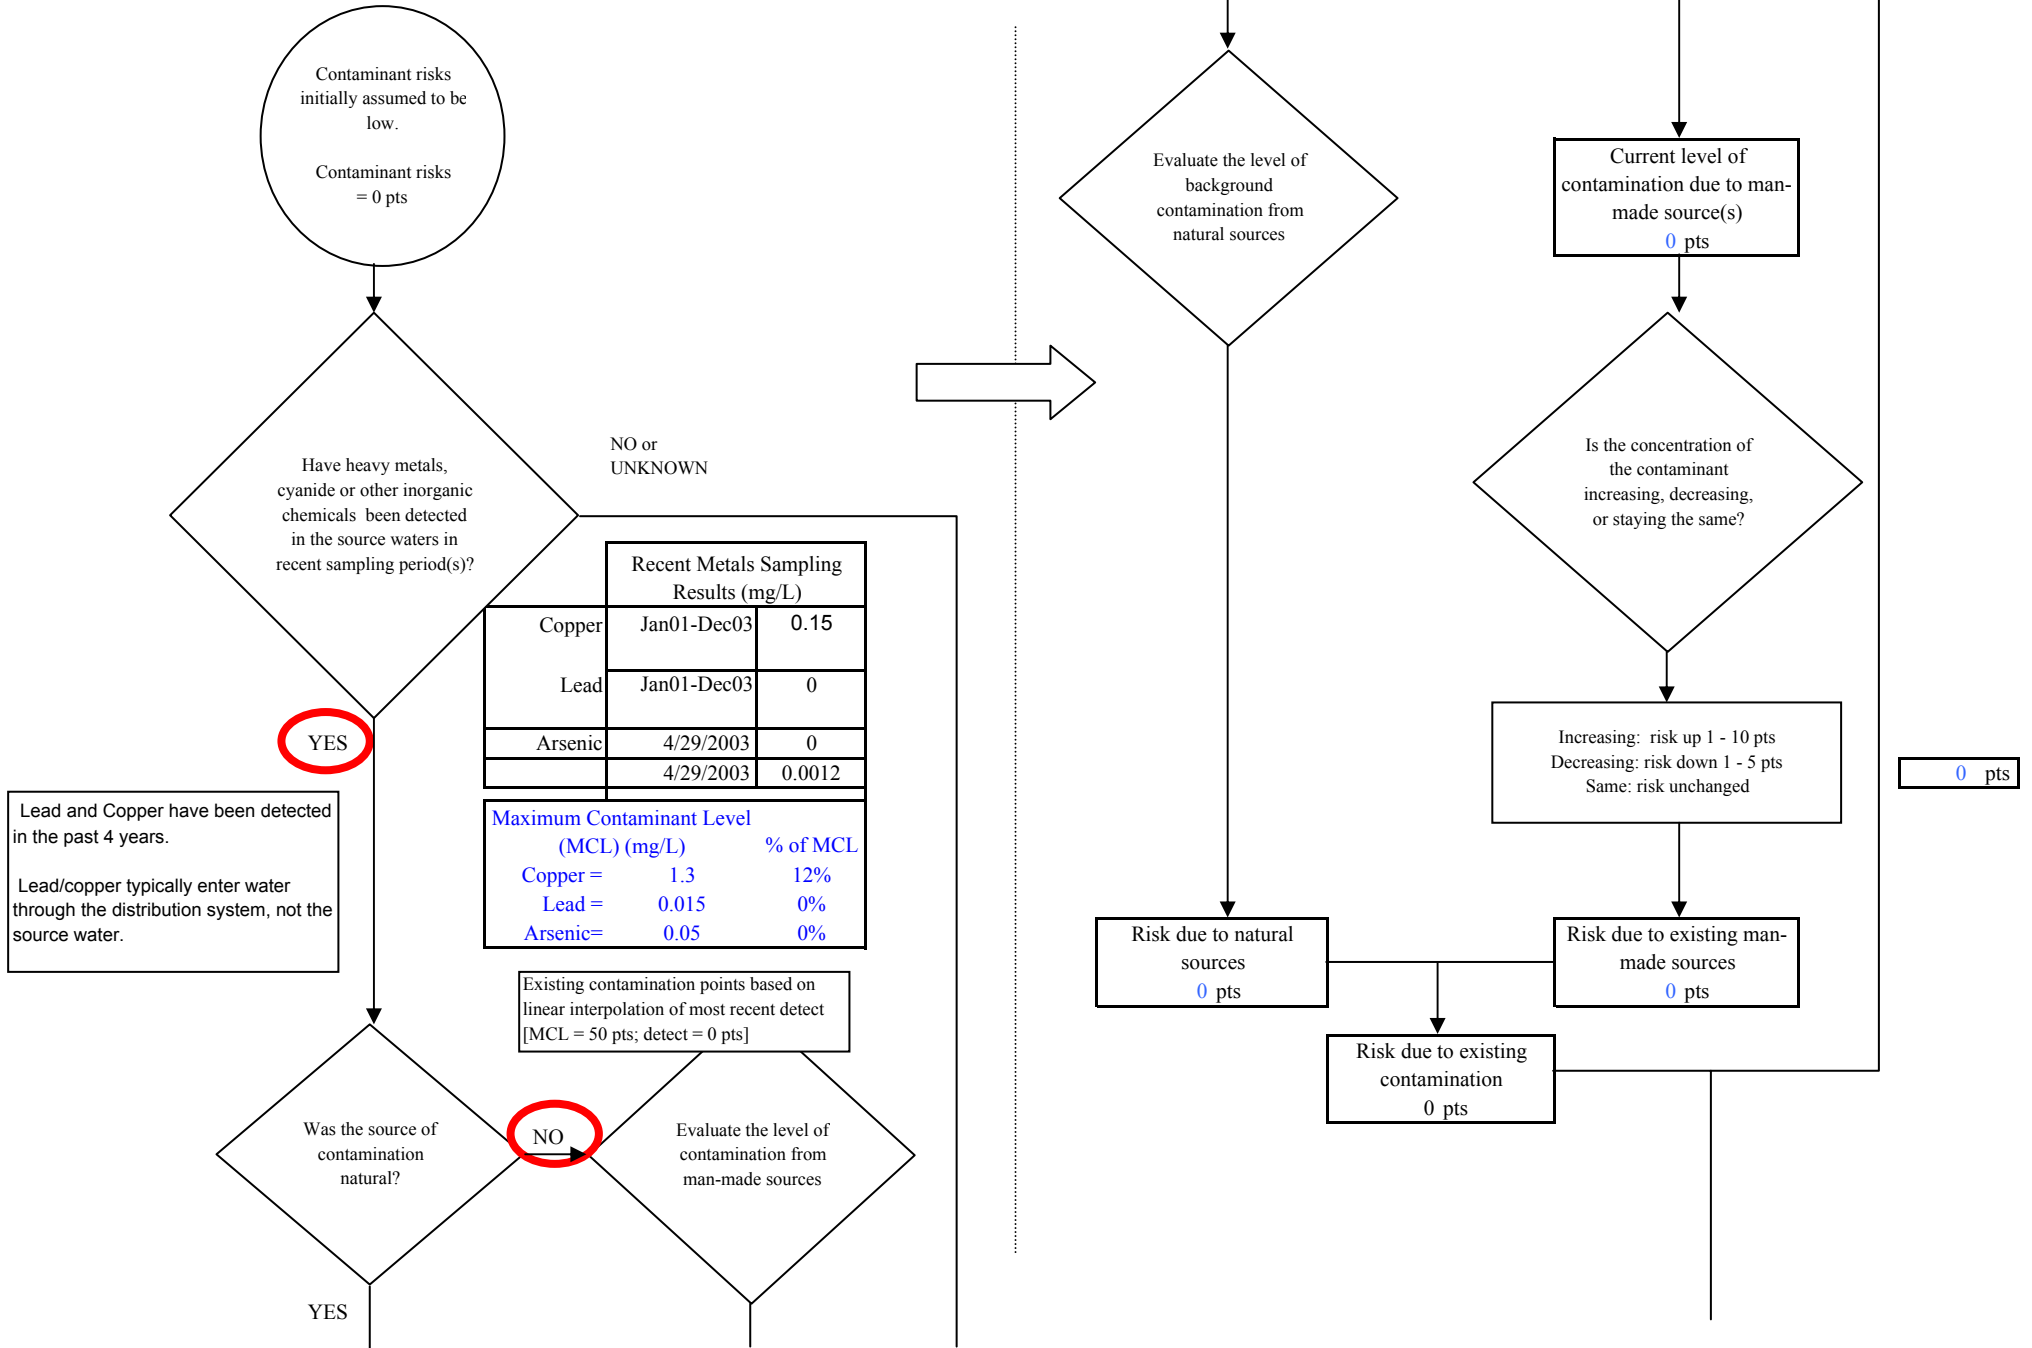 Contaminant risks
initially assumed to be
low.
Contaminant risks
= 0 pts
Have heavy metals,
cyanide or other inorganic
chemicals been detected
in the source waters in
recent sampling period(s)?
NO or
UNKNOWN
YES
Recent Metals Sampling
Results (mg/L)
Copper Jan01-Dec03 0.15
Lead Jan01-Dec03 0
Arsenic 4/29/2003 0
4/29/2003 0.0012
Maximum Contaminant Level
(MCL) (mg/L) % of MCL
Copper = 1.3 12%
Lead = 0.015 0%
Arsenic= 0.05 0%
Lead and Copper have been detected
in the past 4 years.
Lead/copper typically enter water
through the distribution system, not the
source water.
Existing contamination points based on
linear interpolation of most recent detect
[MCL = 50 pts; detect = 0 pts]
Was the source of
contamination
natural?
NO
Evaluate the level of
contamination from
man-made sources
YES
Evaluate the level of
background
contamination from
natural sources
Current level of
contamination due to man-
made source(s)
0 pts
Is the concentration of
the contaminant
increasing, decreasing,
or staying the same?
Increasing: risk up 1 - 10 pts
Decreasing: risk down 1 - 5 pts
Same: risk unchanged
0 pts
Risk due to natural
sources
0 pts
Risk due to existing man-
made sources
0 pts
Risk due to existing
contamination
0 pts